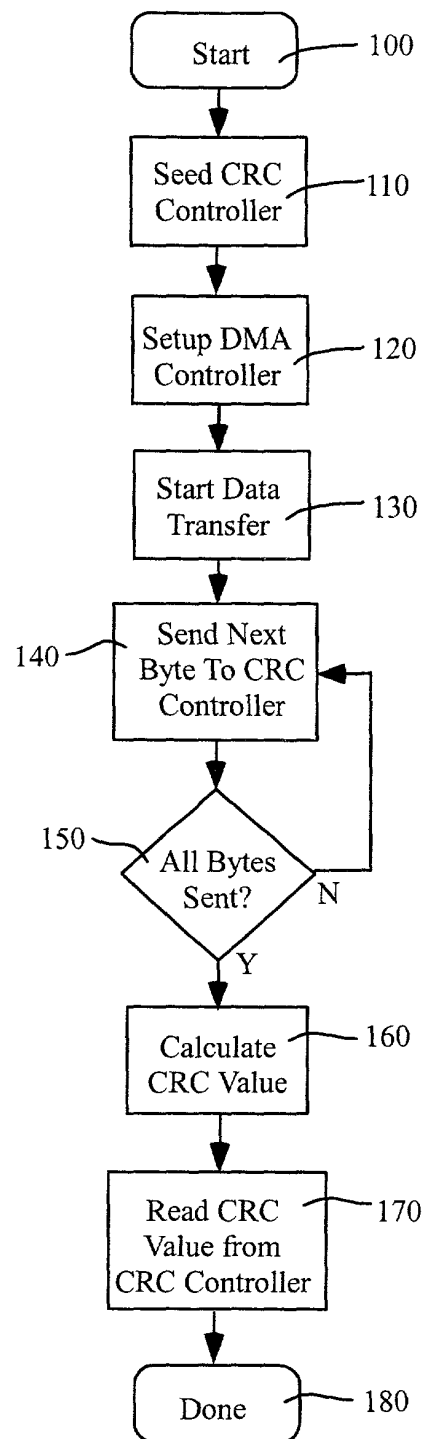 Start
100
Seed CRC
Controller
110
Setup DMA
Controller
120
Start Data
Transfer
130
140
Send Next
Byte To CRC
Controller
150
All Bytes
Sent?
N
Y
Calculate
CRC Value
160
Read CRC
Value from
CRC Controller
170
Done
180